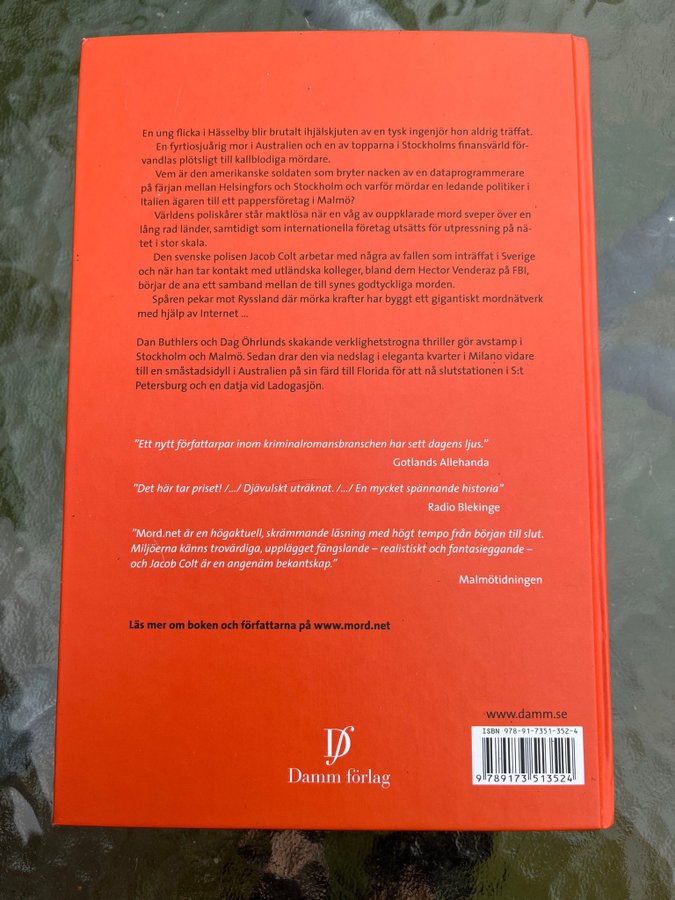 En ung flicka i Hässelby blir brutalt ihjälskjuten av en tysk ingenjör hon aldrig träffat.
En fyrtiosjuårig mor i Australien och en av topparna i Stockholms finansvärld för-
vandlas plötsligt till kallblodiga mördare.
Vem är den amerikanske soldaten som bryter nacken av en dataprogrammerare
på färjan mellan Helsingfors och Stockholm och varför mördar en ledande politiker i
Italien ägaren till ett pappersföretag i Malmö?
Världens poliskårer står maktlösa när en våg av ouppklarade mord sveper över en
lång rad länder, samtidigt som internationella företag utsätts för utpressning på nä-
tet i stor skala.
Den svenske polisen Jacob Colt arbetar med några av fallen som inträffat i Sverige
och när han tar kontakt med utländska kolleger, bland dem Hector Venderaz på FBI,
börjar de ana ett samband mellan de till synes godtyckliga morden.
Spåren pekar mot Ryssland där mörka krafter har byggt ett gigantiskt mordnätverk
med hjälp av Internet ...
Dan Buthlers och Dag Öhrlunds skakande verklighetstrogna thriller gör avstamp i
Stockholm och Malmö. Sedan drar den via nedslag i eleganta kvarter i Milano vidare
till en småstadsidyll i Australien på sin färd till Florida för att nå slutstationen i S:t
Petersburg och en datja vid Ladogasjön.
"Ett nytt författarpar inom kriminalromansbranschen har sett dagens ljus."
Gotlands Allehanda
"Det här tar priset! /.../ Djävulskt uträknat. /.../ En mycket spännande historia"
Radio Blekinge
"Mord.net är en högaktuell, skrämmande läsning med högt tempo från början till slut.
Miljöerna känns trovärdiga, upplägget fängslande – realistiskt och fantasieggande –
och Jacob Colt är en angenäm bekantskap."
Malmötidningen
Läs mer om boken och författarna på www.mord.net
www.damm.se
ISBN 978-91-7351-352-4
9 789173 513524
Df
Damm förlag